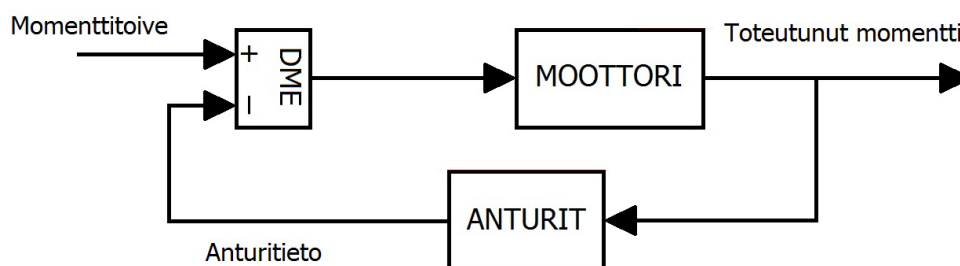 Momenttitoive
Toteutunut momentti
+
DME
−
MOOTTORI
ANTURIT
Anturitieto